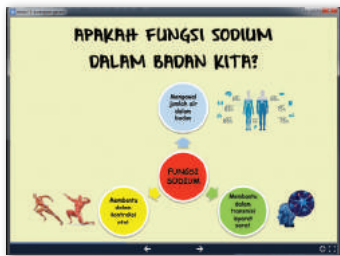 APAKAH FUNGSI SODIUM
DALAM BADAN KITA?
Mengawal
jumlah air
dalam
badan
FUNGSI
SODIUM
Membantu
dalam
kontraksi
otot
Membantu
dalam
transmisi
impuls
saraf